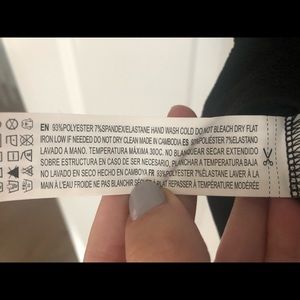 EN 93%POLYESTER 7%SPANDEX/ELASTANE HAND WASH COLD DO NOT BLEACH DRY FLAT
IRON LOW IF NEEDED DO NOT DRY CLEAN MADE IN CAMBODIA ES 93%POLIÉSTER 7%ELASTANO
LAVADO A MANO. TEMPERATURA MÁXIMA 30OC. NO BLANQUEAR SECAR EXTENDIDO
SOBRE ESTRUCTURA EN CASO DE SER NECESARIO, PLANCHAR A TEMPERATURA BAJA
NO LAVADO EN SECO HECHO EN CAMBOYA FR 93%POLYESTER 7%ELASTANE LAVER À LA
MAIN À L'EAU FROIDE NE PAS BLANCHIR SÉCHER À PLAT REPASSER À TEMPÉRATURE MODÉRÉE